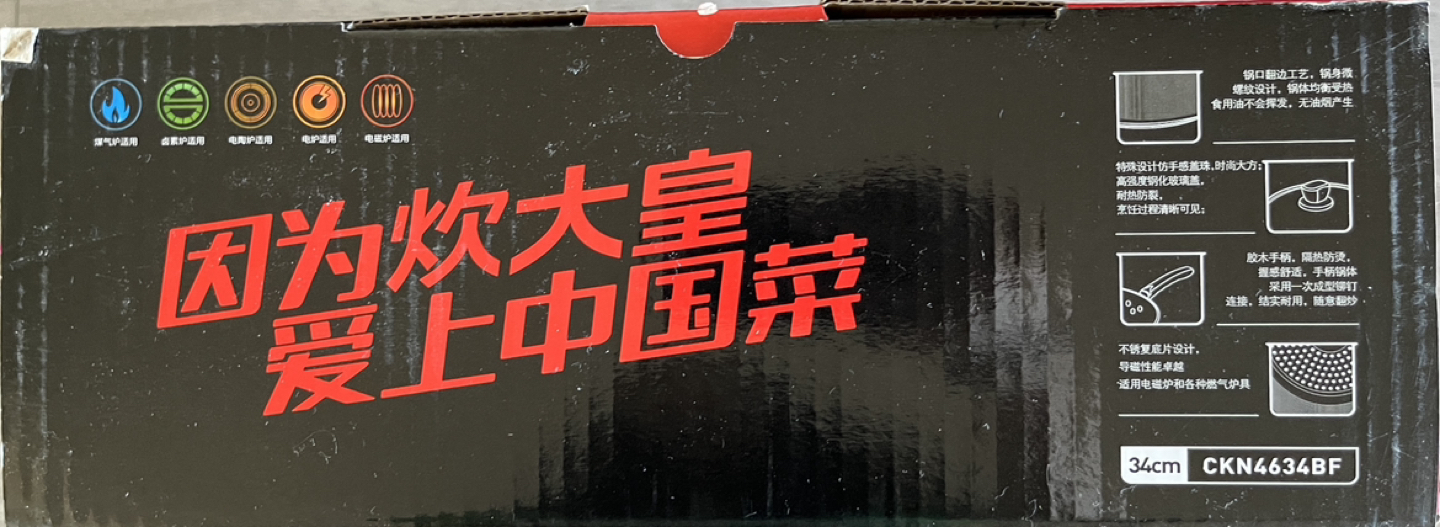 煤气炉适用
卤素炉适用
电陶炉适用
电炉适用
电磁炉适用
因为炊大皇
爱上中国菜
锅口翻边工艺，锅身微
螺纹设计，锅体均衡受热
食用油不会挥发，无油烟产生
特殊设计仿手感盖珠,时尚大方;
高强度钢化玻璃盖，
耐热防裂，
烹饪过程清晰可见;
胶木手柄，隔热防烫，
握感舒适，手柄锅体
采用一次成型铆钉
连接，结实耐用，随意翻炒
不锈复底片设计，
导磁性能卓越
适用电磁炉和各种燃气炉具
34cm CKN4634BF